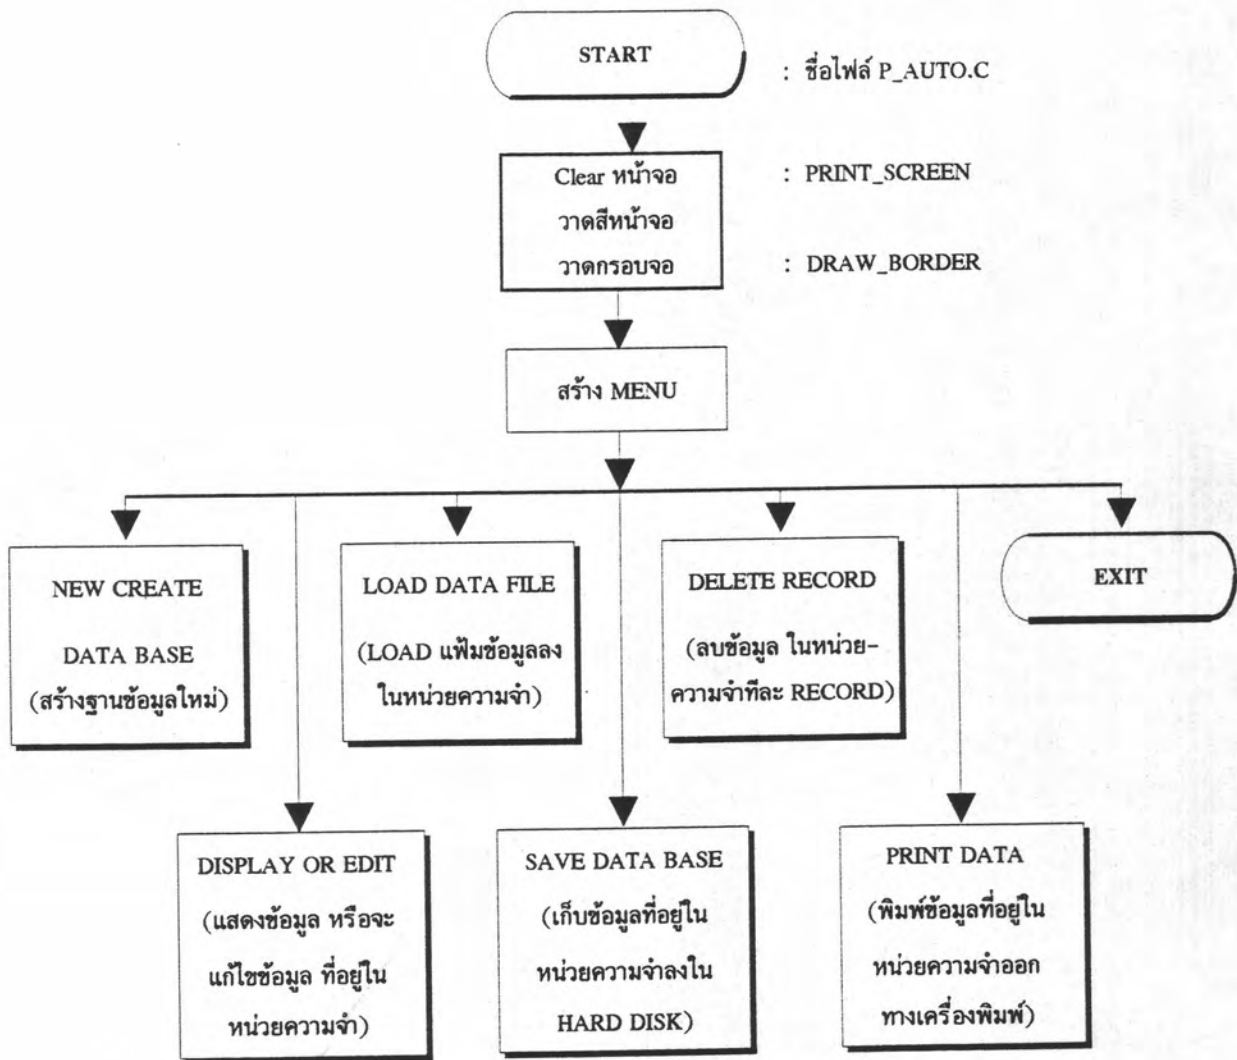 START
: ชื่อไฟล์ P_AUTO.C
Clear หน้าจอ
: PRINT_SCREEN
วาดสีหน้าจอ
วาดกรอบจอ
: DRAW_BORDER
สร้าง MENU
NEW CREATE
DATA BASE
(สร้างฐานข้อมูลใหม่)
LOAD DATA FILE
(LOAD แฟ้มข้อมูลลง
ในหน่วยความจำ)
DELETE RECORD
(ลบข้อมูล ในหน่วย-
ความจำทีละ RECORD)
EXIT
DISPLAY OR EDIT
(แสดงข้อมูล หรือจะ
แก้ไขข้อมูล ที่อยู่ใน
หน่วยความจำ)
SAVE DATA BASE
(เก็บข้อมูลที่อยู่ใน
หน่วยความจำลงใน
HARD DISK)
PRINT DATA
(พิมพ์ข้อมูลที่อยู่ใน
หน่วยความจำออก
ทางเครื่องพิมพ์)